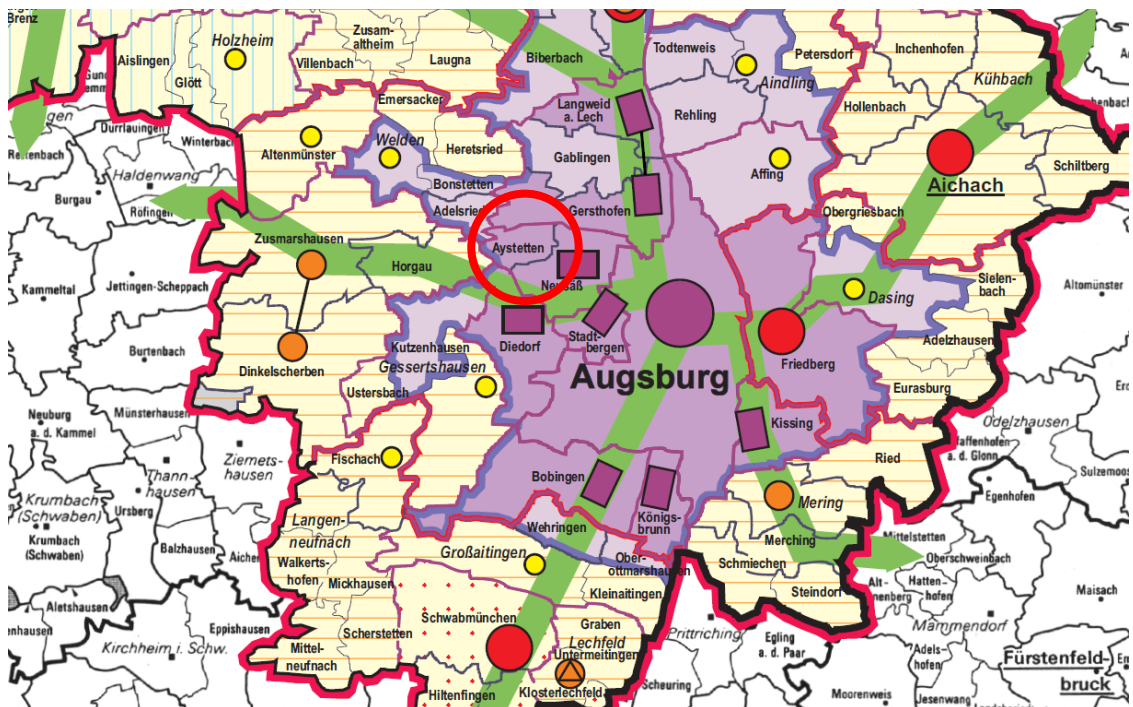 Brenz
Aislingen
Glött
Holzheim
Zusam-
altheim
Villenbach
Laugna
Emersacker
Biberbach
Todtenweis
Petersdorf
Aindling
Inchenhofen
Kühbach
Hollenbach
Langweid
a. Lech
Rehling
Durrlauingen
Winterbach
Altenmünster
Welden
Heretsried
Gablingen
Affing
Schiltberg
Aichach
Haldenwang
Burgau
Röfingen
Bonstetten
Adelsried
Gersthofen
Obergriesbach
Zusmarshausen
Aystetten
Horgau
Neusäß
Dasing
Sielen-
bach
Kammeltal
Jettingen-Scheppach
Altomünster
Diedorf
Stadt-
bergen
Kutzenhausen
Gessertshausen
Friedberg
Adelzhausen
Burtenbach
Dinkelscherben
Augsburg
Eurasburg
Ustersbach
Neuburg
a. d. Kammel
Münsterhausen
Kissing
Odelzhausen
Ziemets-
hausen
Fischach
Ried
Thann-
hausen
Bobingen
a. d. Glonn
Sulzemoos
Egenhofen
Krumbach
(Schwaben)
Ursberg
Königs-
brunn
Mering
Langen-
neufnach
Wehringen
Krumbach
(Schwaben)
Balzhausen
Merching
Mittelstetten
Oberschweinbach
Großaitingen
Ober-
ottmarshausen
Walkerts-
hofen
Mickhausen
Schmiechen
Hatten-
hofen
Steindorf
Maisach
Aletshausen
Kleinaitingen
Eppishausen
Schwabmünchen
Graben
Mammendorf
Scherstetten
Prittriching
Kirchheim i. Schw.
Lechfeld
Untermeitingen
Egling
a. d. Paar
Adels-
hofen
Mittel-
neufnach
Fürstenfeld-
bruck
Hiltenfingen
Klosterlechfeld
Scheuring
Moorenweis
Jesenwang